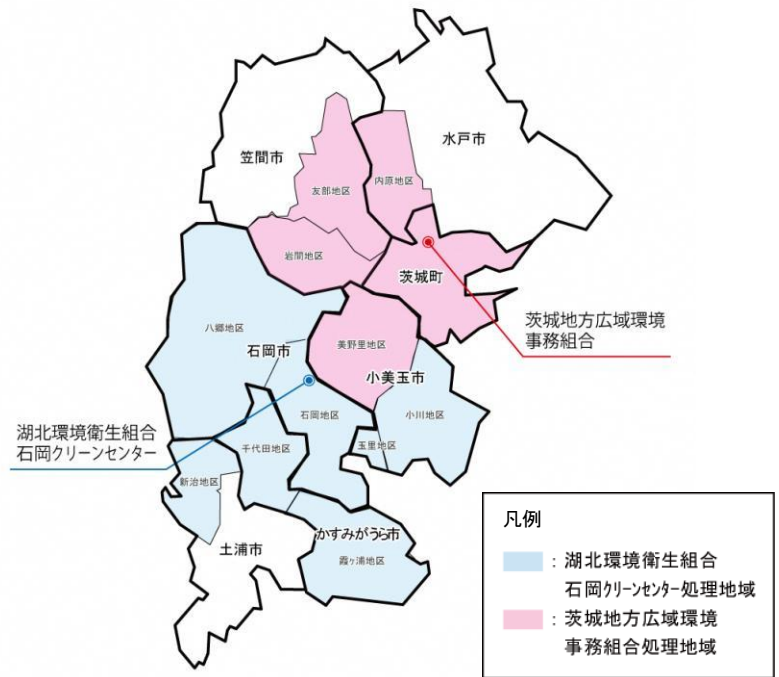 水戸市
笠間市
内原地区
友部地区
岩間地区
茨城町
茨城地方広域環境
事務組合
八郷地区
石岡市
美野里地区
小美玉市
石岡地区
小川地区
湖北環境衛生組合
石岡クリーンセンター
千代田地区
玉里地区
新治地区
かすみがうら市
土浦市
霞ヶ浦地区
凡例
：湖北環境衛生組合
石岡クリーンセンター処理地域
：茨城地方広域環境
事務組合処理地域